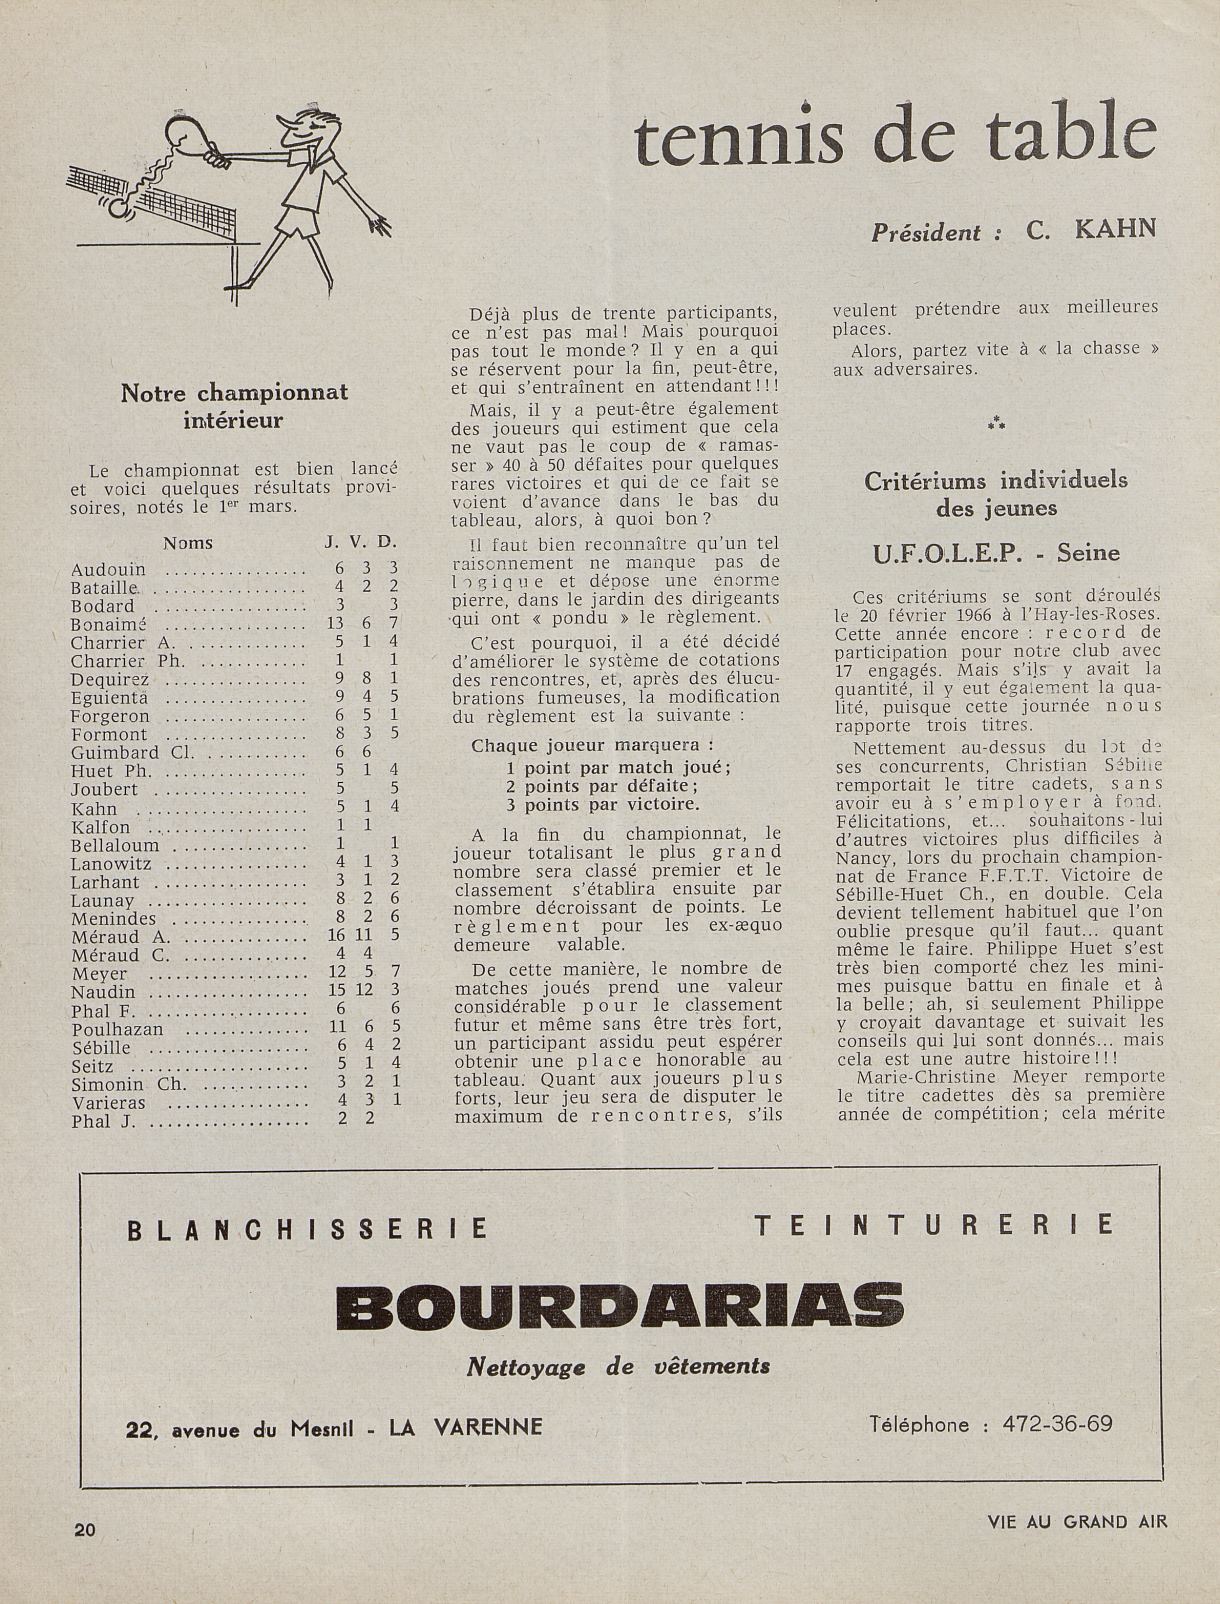 tennis de table
Président : C. KAHN
Notre championnat
intérieur
Le championnat est bien lancé
et voici quelques résultats provi-
soires, notés le 1er mars.
Noms J. V. D.
Audouin ................ 6 3 3
Bataille ................. 4 2 2
Bodard ................. 3 3
Bonaimé ................ 13 6 7
Charrier A. ............. 5 1 4
Charrier Ph. ............ 1 1
Dequirez ................ 9 8 1
Eguienta ................ 9 4 5
Forgeron ................ 6 5 1
Formont ................ 8 3 5
Guimbard Cl. ........... 6 6
Huet Ph. ................ 5 1 4
Joubert ................. 5 5
Kahn ................... 5 1 4
Kalfon .................. 1 1
Bellaloum ............... 1 1
Lanowitz ................ 4 1 3
Larhant ................. 3 1 2
Launay .................. 8 2 6
Menindes ............... 8 2 6
Méraud A. .............. 16 11 5
Méraud C. .............. 4 4
Meyer .................. 12 5 7
Naudin .................. 15 12 3
Phal F. ................. 6 6
Poulhazan .............. 11 6 5
Sébille .................. 6 4 2
Seitz .................... 5 1 4
Simonin Ch. ............ 3 2 1
Varieras ................ 4 3 1
Phal J. .................. 2 2
Déjà plus de trente participants,
ce n'est pas mal ! Mais pourquoi
pas tout le monde ? Il y en a qui
se réservent pour la fin, peut-être,
et qui s'entraînent en attendant !!!
Mais, il y a peut-être également
des joueurs qui estiment que cela
ne vaut pas le coup de « ramas-
ser » 40 à 50 défaites pour quelques
rares victoires et qui de ce fait se
voient d'avance dans le bas du
tableau, alors, à quoi bon ?
Il faut bien reconnaître qu'un tel
raisonnement ne manque pas de
logique et dépose une énorme
pierre, dans le jardin des dirigeants
qui ont « pondu » le règlement.
C'est pourquoi, il a été décidé
d'améliorer le système de cotations
des rencontres, et, après des élucu-
brations fumeuses, la modification
du règlement est la suivante :
Chaque joueur marquera :
1 point par match joué ;
2 points par défaite ;
3 points par victoire.
A la fin du championnat, le
joueur totalisant le plus grand
nombre sera classé premier et le
classement s'établira ensuite par
nombre décroissant de points. Le
règlement pour les ex-æquo
demeure valable.
De cette manière, le nombre de
matches joués prend une valeur
considérable pour le classement
futur et même sans être très fort,
un participant assidu peut espérer
obtenir une place honorable au
tableau. Quant aux joueurs plus
forts, leur jeu sera de disputer le
maximum de rencontres, s'ils
veulent prétendre aux meilleures
places.
Alors, partez vite à « la chasse »
aux adversaires.
⁂
Critériums individuels
des jeunes
U.F.O.L.E.P. - Seine
Ces critériums se sont déroulés
le 20 février 1966 à l'Hay-les-Roses.
Cette année encore : record de
participation pour notre club avec
17 engagés. Mais s'ils y avait la
quantité, il y eut également la qua-
lité, puisque cette journée nous
rapporte trois titres.
Nettement au-dessus du lot de
ses concurrents, Christian Sébille
remportait le titre cadets, sans
avoir eu à s'employer à fond.
Félicitations, et... souhaitons-lui
d'autres victoires plus difficiles à
Nancy, lors du prochain champion-
nat de France F.F.T.T. Victoire de
Sébille-Huet Ch., en double. Cela
devient tellement habituel que l'on
oublie presque qu'il faut... quant
même le faire. Philippe Huet s'est
très bien comporté chez les mini-
mes puisque battu en finale et à
la belle ; ah, si seulement Philippe
y croyait davantage et suivait les
conseils qui lui sont donnés... mais
cela est une autre histoire !!!
Marie-Christine Meyer remporte
le titre cadettes dès sa première
année de compétition ; cela mérite
BLANCHISSERIE TEINTURERIE
BOURDARIAS
Nettoyage de vêtements
22, avenue du Mesnil - LA VARENNE Téléphone : 472-36-69
20 VIE AU GRAND AIR